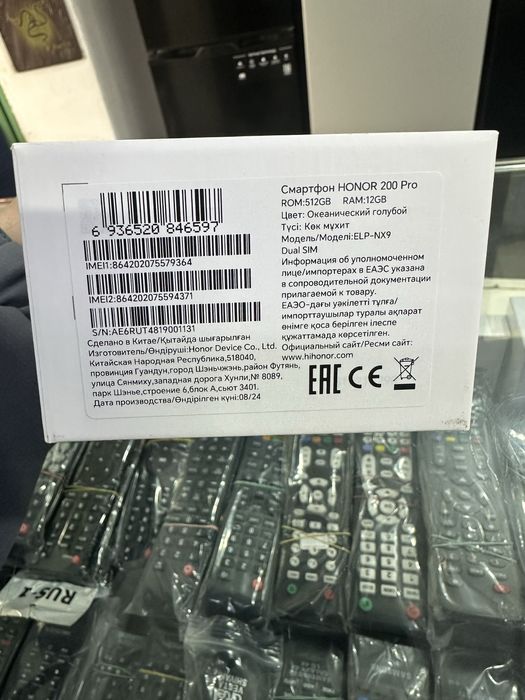 6 936520 846597
IMEI1:864202075579364
IMEI2:864202075594371
S/N:AE6RUT4819001131
Сделано в Китае/Қытайда шығарылған
Изготовитель/Өндіруші:Honor Device Co., Ltd.
Китайская Народная Республика,518040,
провинция Гуандун,город Шэньчжэнь,район Футянь,
улица Сянмиху,западная дорога Хунли,№ 8089,
парк Шэнье,строение 6,блок А,сьют 3401.
Дата производства/Өндірілген күні:08/24
Смартфон HONOR 200 Pro
ROM:512GB RAM:12GB
Цвет: Океанический голубой
Түсі: Көк мұхит
Модель/Моделі:ELP-NX9
Dual SIM
Информация об уполномоченном
лице/импортерах в ЕАЭС указана
в сопроводительной документации
прилагаемой к товару.
ЕАЭО-дағы уәкілетті тұлға/
импорттаушылар туралы ақпарат
өнімге қоса берілген ілеспе
құжаттамада көрсетілген.
Официальный сайт/Ресми сайт:
www.hihonor.com
EAC CE
RUS-1